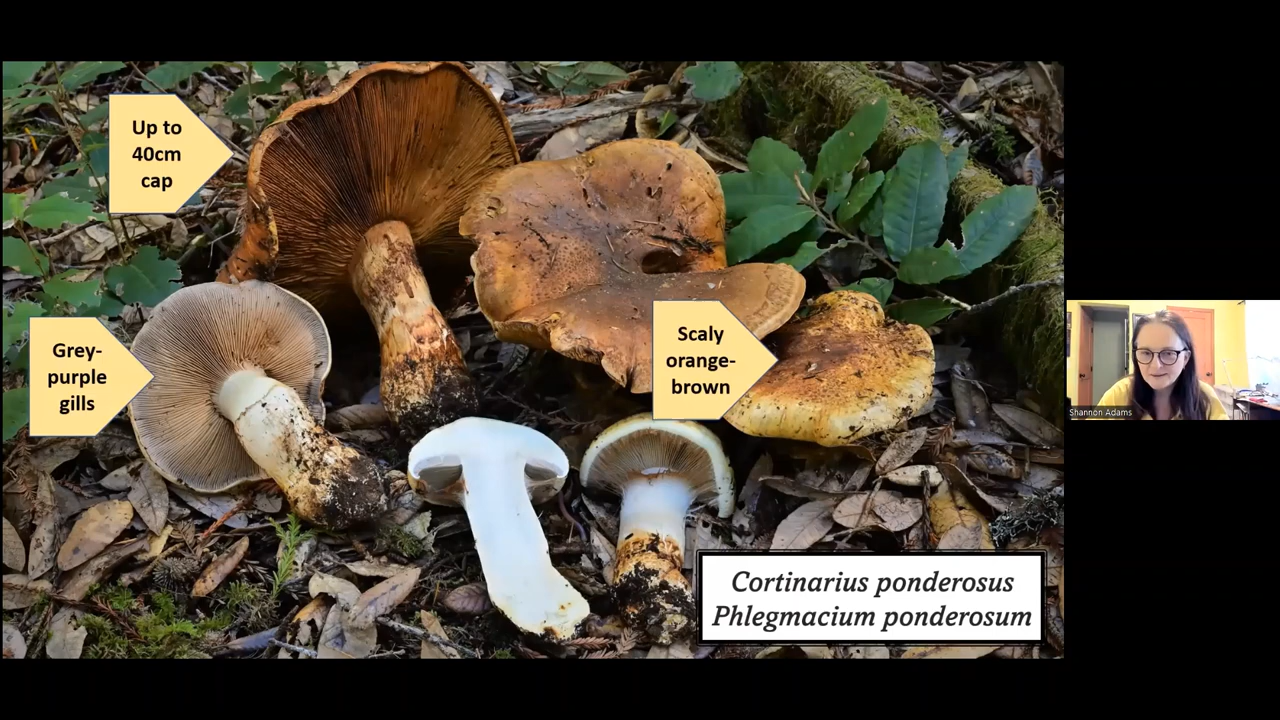 Up to
40cm
cap
Grey-
purple
gills
Scaly
orange-
brown
Cortinarius ponderosus
Phlegmacium ponderosum
Shannon Adams